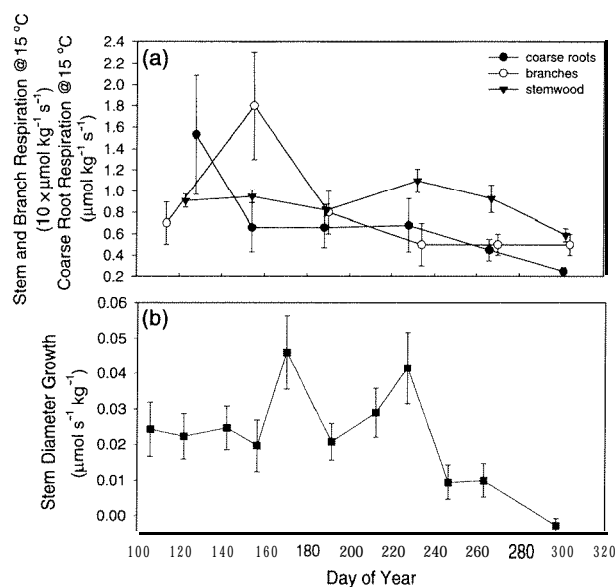 Stem and Branch Respiration @ 15 °C
(10 × µmol kg⁻¹ s⁻¹)
Coarse Root Respiration @ 15 °C
(µmol kg⁻¹ s⁻¹)
(a)
coarse roots
branches
stemwood
2.4
2.2
2.0
1.8
1.6
1.4
1.2
1.0
0.8
0.6
0.4
0.2
Stem Diameter Growth
(µmol s⁻¹ kg⁻¹)
(b)
0.06
0.05
0.04
0.03
0.02
0.01
0.00
100 120 140 160 180 200 220 240 260 280 300 320
Day of Year